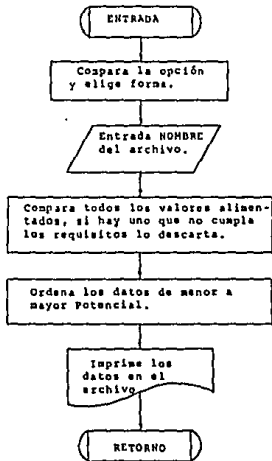 ENTRADA
Compara la opción
y elige forma.
Entrada NOMBRE
del archivo.
Compara todos los valores alimen-
tados, si hay uno que no cumpla
los requisitos lo descarta.
Ordena los datos de menor a
mayor Potencial.
Imprime los
datos en el
archivo
RETORNO